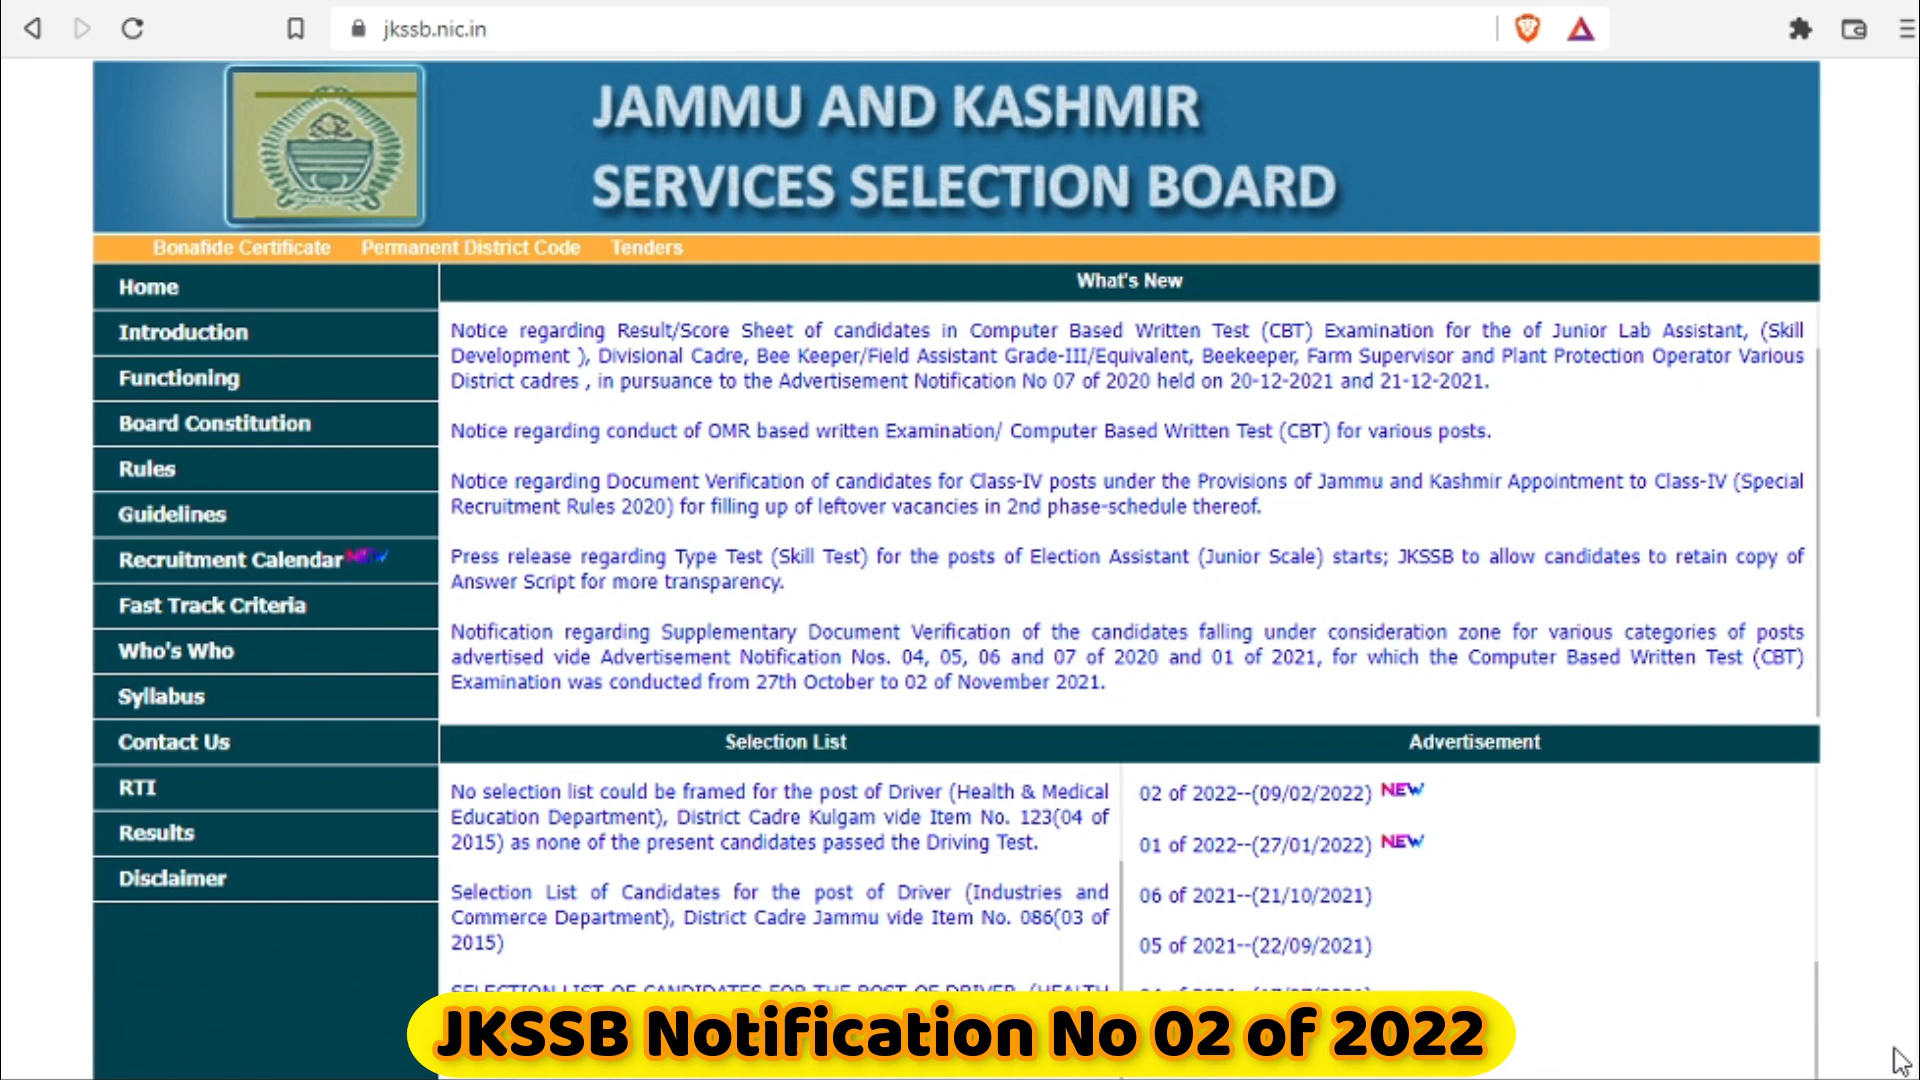 jkssb.nic.in
JAMMU AND KASHMIR
SERVICES SELECTION BOARD
Bonafide Certificate Permanent District Code Tenders
Home
Introduction
Functioning
Board Constitution
Rules
Guidelines
Recruitment Calendar NEW
Fast Track Criteria
Who's Who
Syllabus
Contact Us
RTI
Results
Disclaimer
What's New
Notice regarding Result/Score Sheet of candidates in Computer Based Written Test (CBT) Examination for the of Junior Lab Assistant, (Skill
Development ), Divisional Cadre, Bee Keeper/Field Assistant Grade-III/Equivalent, Beekeeper, Farm Supervisor and Plant Protection Operator Various
District cadres , in pursuance to the Advertisement Notification No 07 of 2020 held on 20-12-2021 and 21-12-2021.
Notice regarding conduct of OMR based written Examination/ Computer Based Written Test (CBT) for various posts.
Notice regarding Document Verification of candidates for Class-IV posts under the Provisions of Jammu and Kashmir Appointment to Class-IV (Special
Recruitment Rules 2020) for filling up of leftover vacancies in 2nd phase-schedule thereof.
Press release regarding Type Test (Skill Test) for the posts of Election Assistant (Junior Scale) starts; JKSSB to allow candidates to retain copy of
Answer Script for more transparency.
Notification regarding Supplementary Document Verification of the candidates falling under consideration zone for various categories of posts
advertised vide Advertisement Notification Nos. 04, 05, 06 and 07 of 2020 and 01 of 2021, for which the Computer Based Written Test (CBT)
Examination was conducted from 27th October to 02 of November 2021.
Selection List
No selection list could be framed for the post of Driver (Health & Medical
Education Department), District Cadre Kulgam vide Item No. 123(04 of
2015) as none of the present candidates passed the Driving Test.
Selection List of Candidates for the post of Driver (Industries and
Commerce Department), District Cadre Jammu vide Item No. 086(03 of
2015)
SELECTION LIST OF CANDIDATES FOR THE POST OF DRIVER (HEALTH
Advertisement
02 of 2022--(09/02/2022) NEW
01 of 2022--(27/01/2022) NEW
06 of 2021--(21/10/2021)
05 of 2021--(22/09/2021)
JKSSB Notification No 02 of 2022